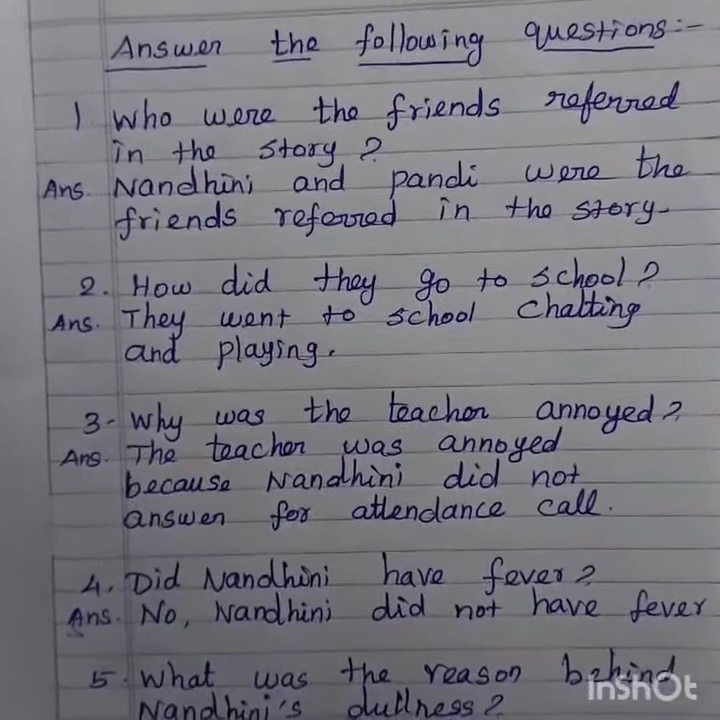 Answer the following questions:-
1 Who were the friends referred
in the story?
Ans. Nandhini and pandi were the
friends referred in the story.
2. How did they go to school?
Ans. They went to school chatting
and playing.
3- Why was the teacher annoyed?
Ans. The teacher was annoyed
because Nandhini did not
answer for attendance call.
4. Did Nandhini have fever?
Ans. No, Nandhini did not have fever
5. What was the reason behind
Nandhini's dullness?
InShOt